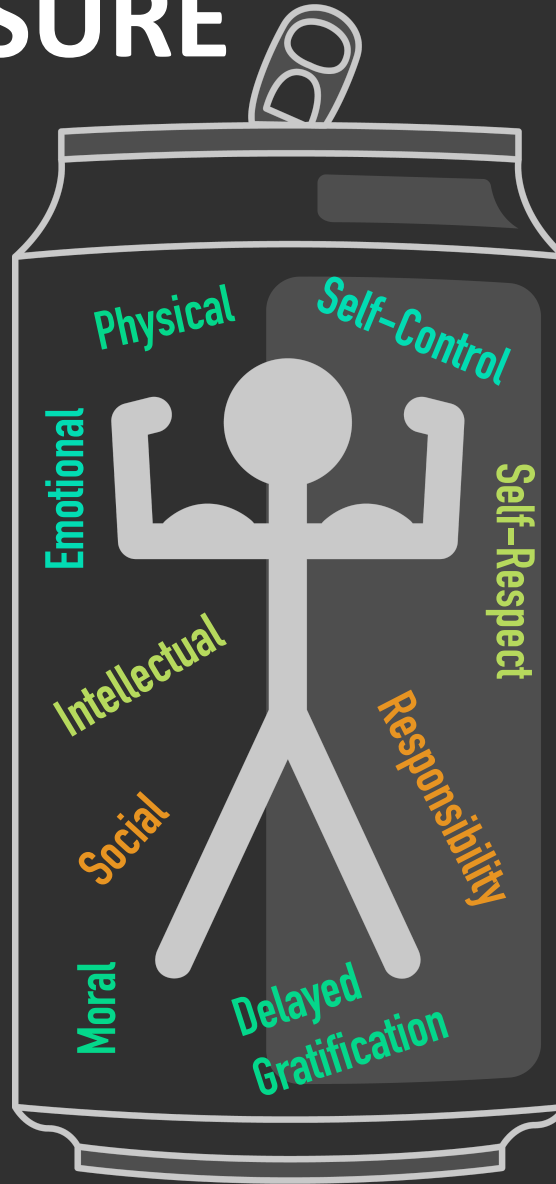 SURE
Physical
Self-Control
Emotional
Self-Respect
Intellectual
Responsibility
Social
Moral
Delayed
Gratification